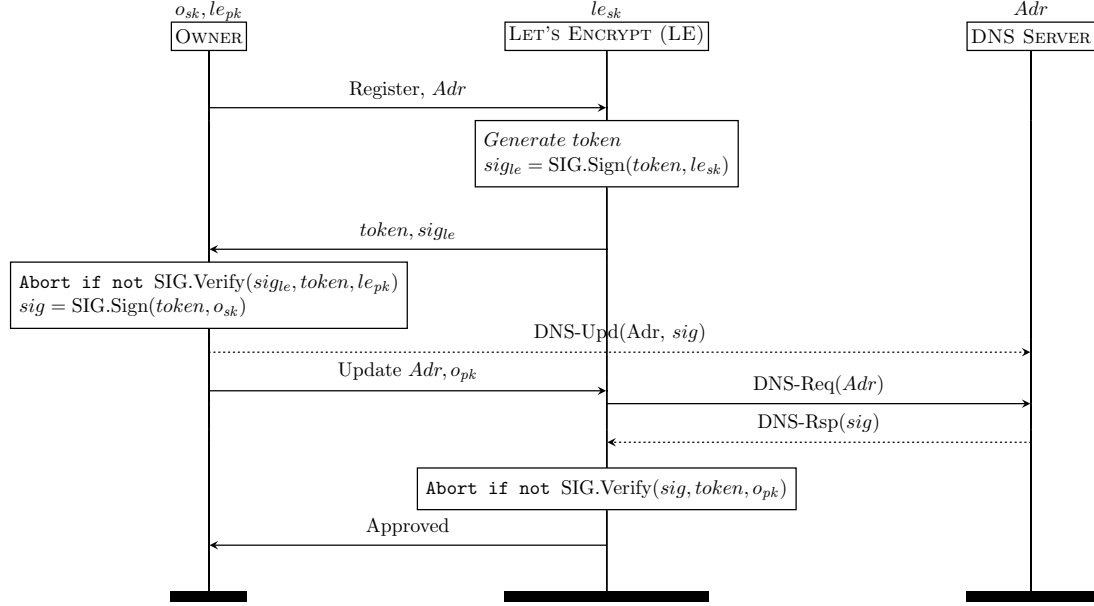 o_sk, le_pk
le_sk
Adr
OWNER
LET'S ENCRYPT (LE)
DNS SERVER
Register, Adr
Generate token
sig_le = SIG.Sign(token, le_sk)
token, sig_le
Abort if not SIG.Verify(sig_le, token, le_pk)
sig = SIG.Sign(token, o_sk)
DNS-Upd(Adr, sig)
Update Adr, o_pk
DNS-Req(Adr)
DNS-Rsp(sig)
Abort if not SIG.Verify(sig, token, o_pk)
Approved